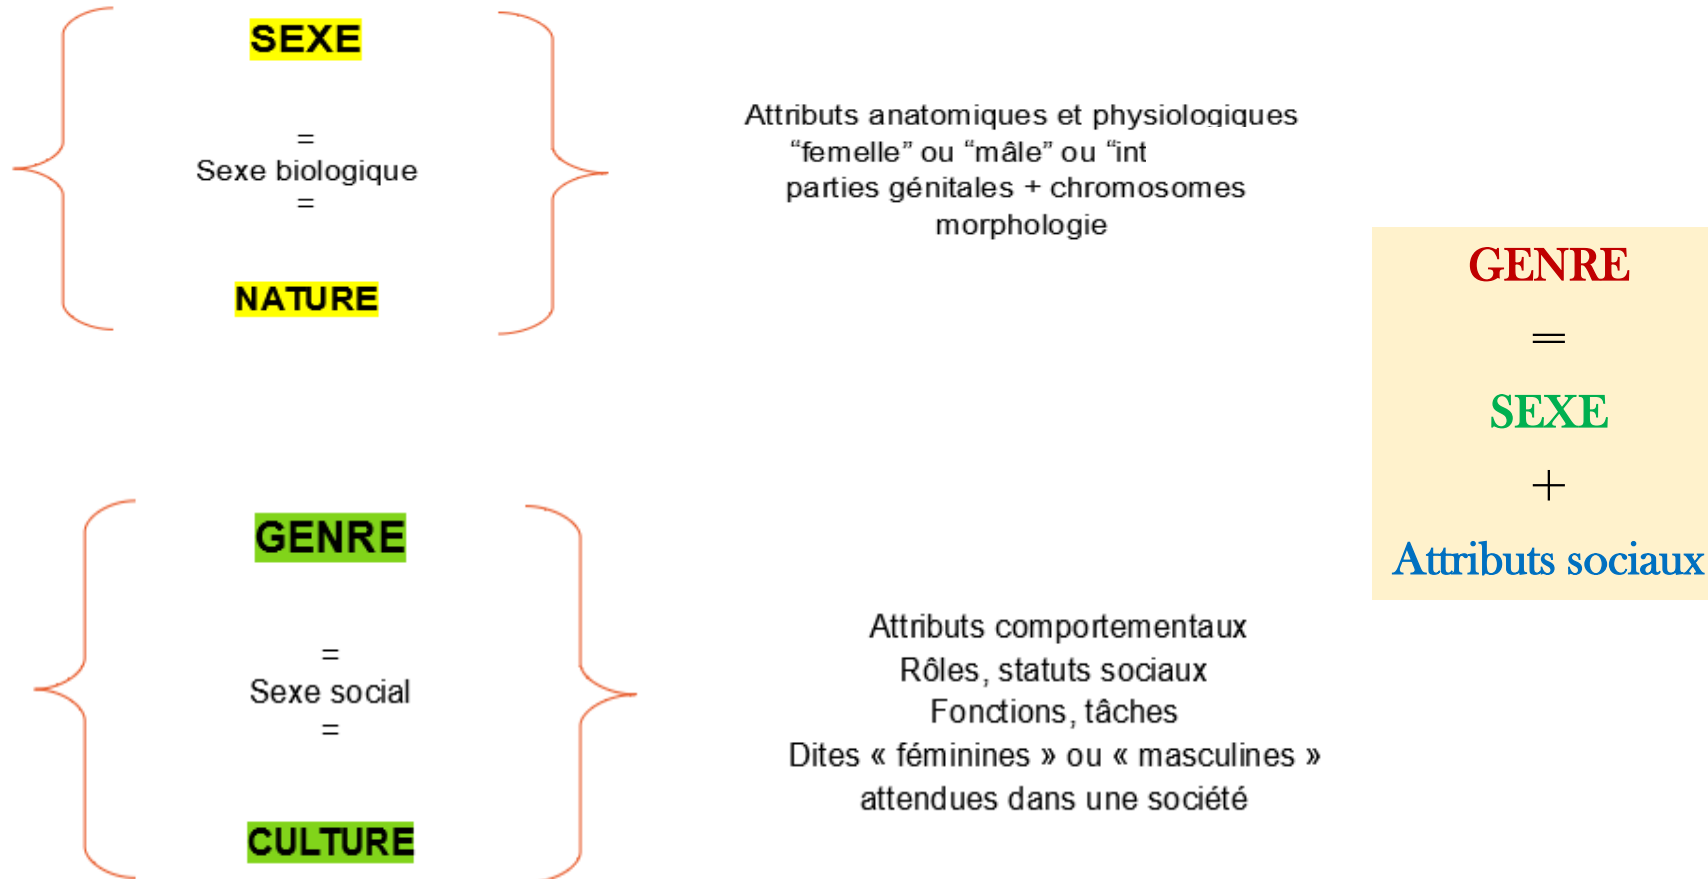 SEXE
=
Sexe biologique
=
NATURE
Attributs anatomiques et physiologiques
“femelle” ou “mâle” ou “int
parties génitales + chromosomes
morphologie
GENRE
=
SEXE
+
Attributs sociaux
GENRE
=
Sexe social
=
CULTURE
Attributs comportementaux
Rôles, statuts sociaux
Fonctions, tâches
Dites « féminines » ou « masculines »
attendues dans une société